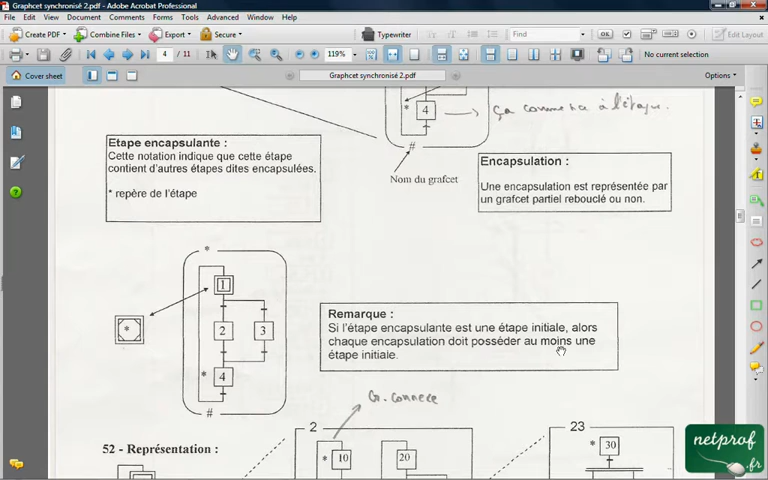 Graphcet synchronisé 2.pdf - Adobe Acrobat Professional
File Edit View Document Comments Forms Tools Advanced Window Help
Create PDF Combine Files Export Secure Typewriter Find OK Edit Layout
4 / 11 119% No current selection
Cover sheet Graphcet synchronisé 2.pdf Options
* 4 ça commence à l'étape.
#
Nom du grafcet
Etape encapsulante :
Cette notation indique que cette étape
contient d'autres étapes dites encapsulées.
* repère de l'étape
Encapsulation :
Une encapsulation est représentée par
un grafcet partiel rebouclé ou non.
*
1
*
2 3
* 4
#
Remarque :
Si l'étape encapsulante est une étape initiale, alors
chaque encapsulation doit posséder au moins une
étape initiale.
G. connexe
52 - Représentation :
2
* 10 20
23
* 30
netprof
.fr